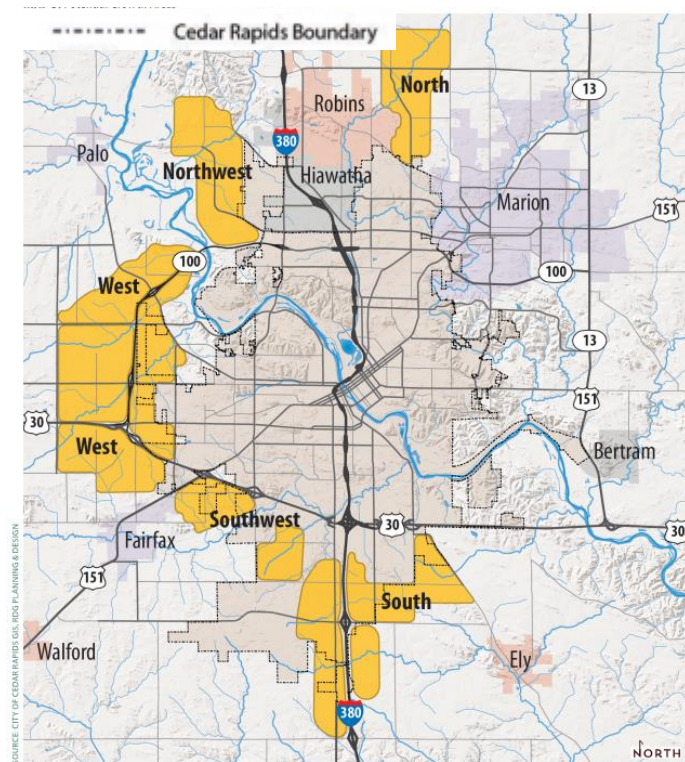 Cedar Rapids Boundary
North
Robins
13
380
Palo
Northwest
Hiawatha
Marion
151
100
West
100
13
151
30
West
Bertram
Southwest
30
30
Fairfax
151
South
Walford
Ely
380
NORTH
SOURCE: CITY OF CEDAR RAPIDS GIS, RDG PLANNING & DESIGN